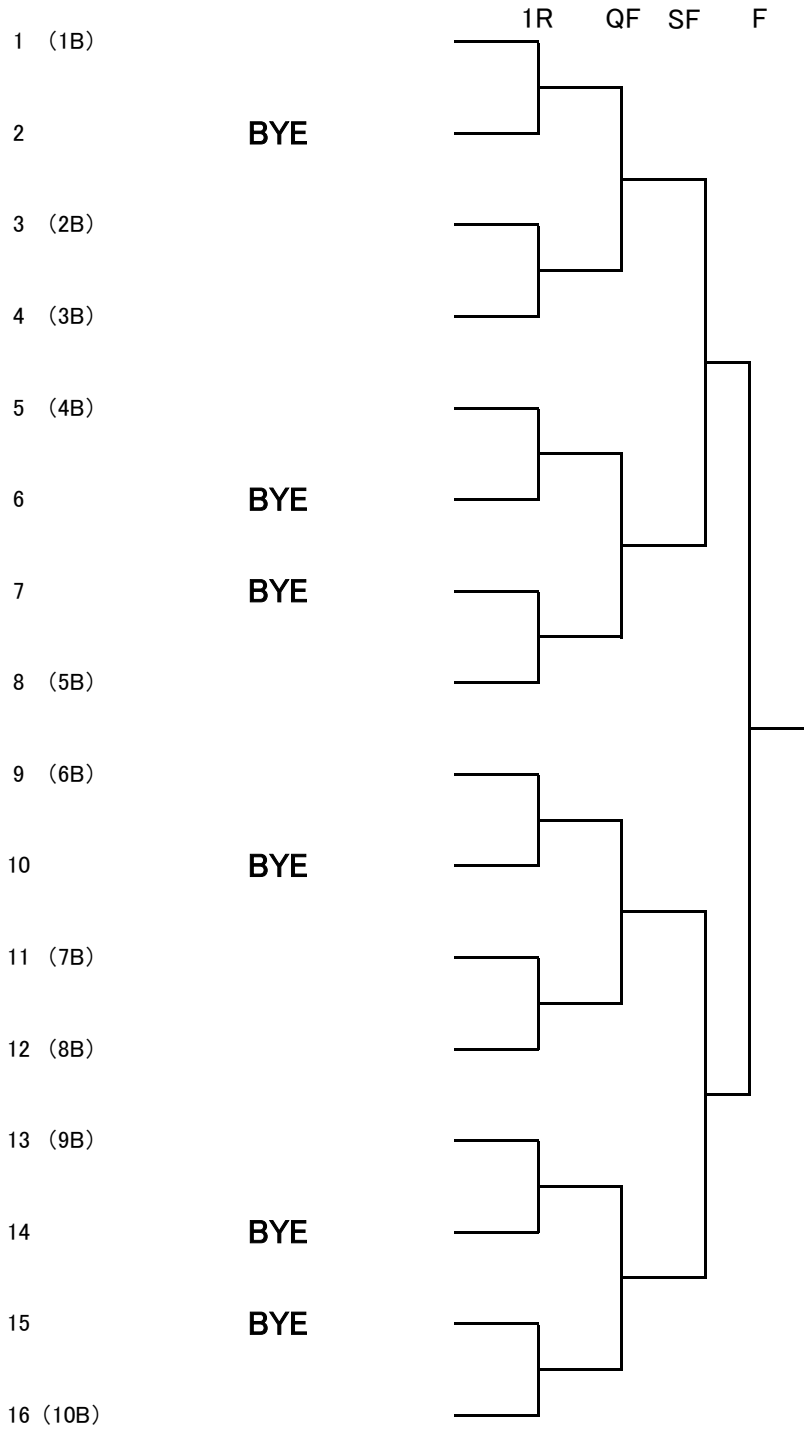 1R QF SF F
1 （1B）
2 BYE
3 （2B）
4 （3B）
5 （4B）
6 BYE
7 BYE
8 （5B）
9 （6B）
10 BYE
11 （7B）
12 （8B）
13 （9B）
14 BYE
15 BYE
16 （10B）